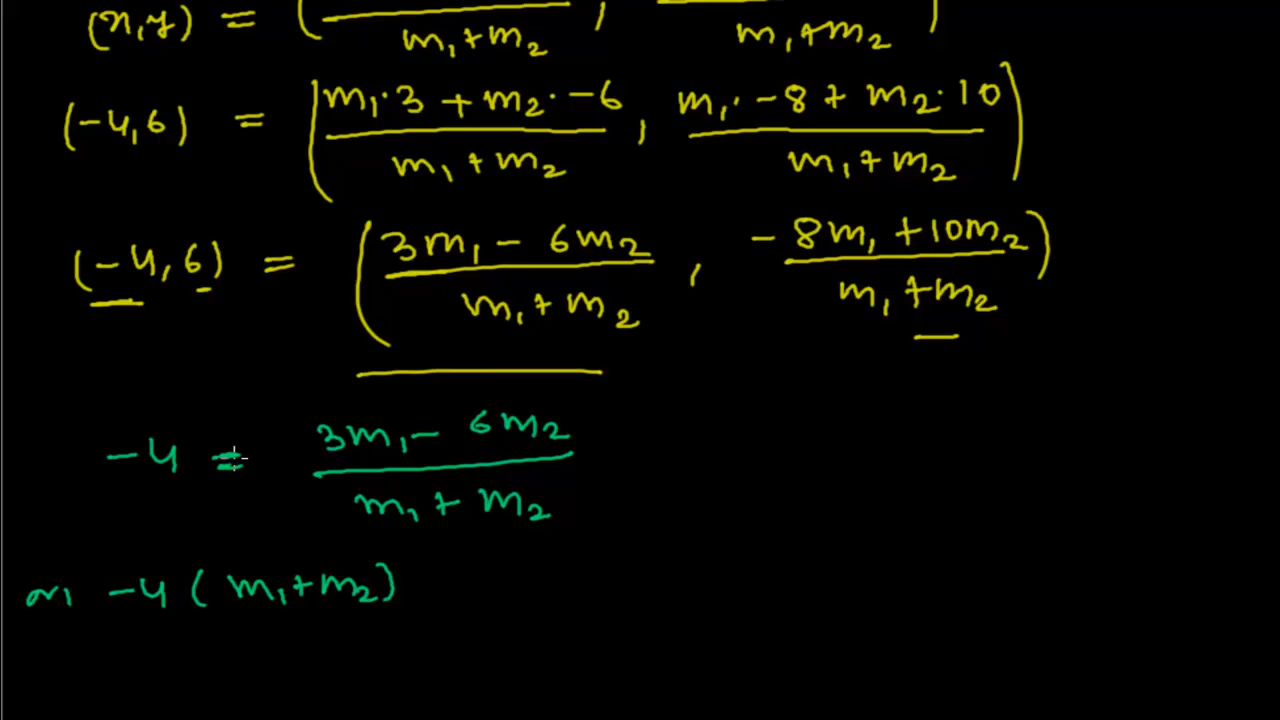 (x,y) = ( / m₁+m₂ , / m₁+m₂ )
(-4,6) = ( (m₁·3 + m₂·-6) / (m₁+m₂) , (m₁·-8 + m₂·10) / (m₁+m₂) )
(-4,6) = ( (3m₁ - 6m₂) / (m₁+m₂) , (-8m₁ + 10m₂) / (m₁+m₂) )
-4 = (3m₁ - 6m₂) / (m₁+m₂)
or, -4 ( m₁+m₂)